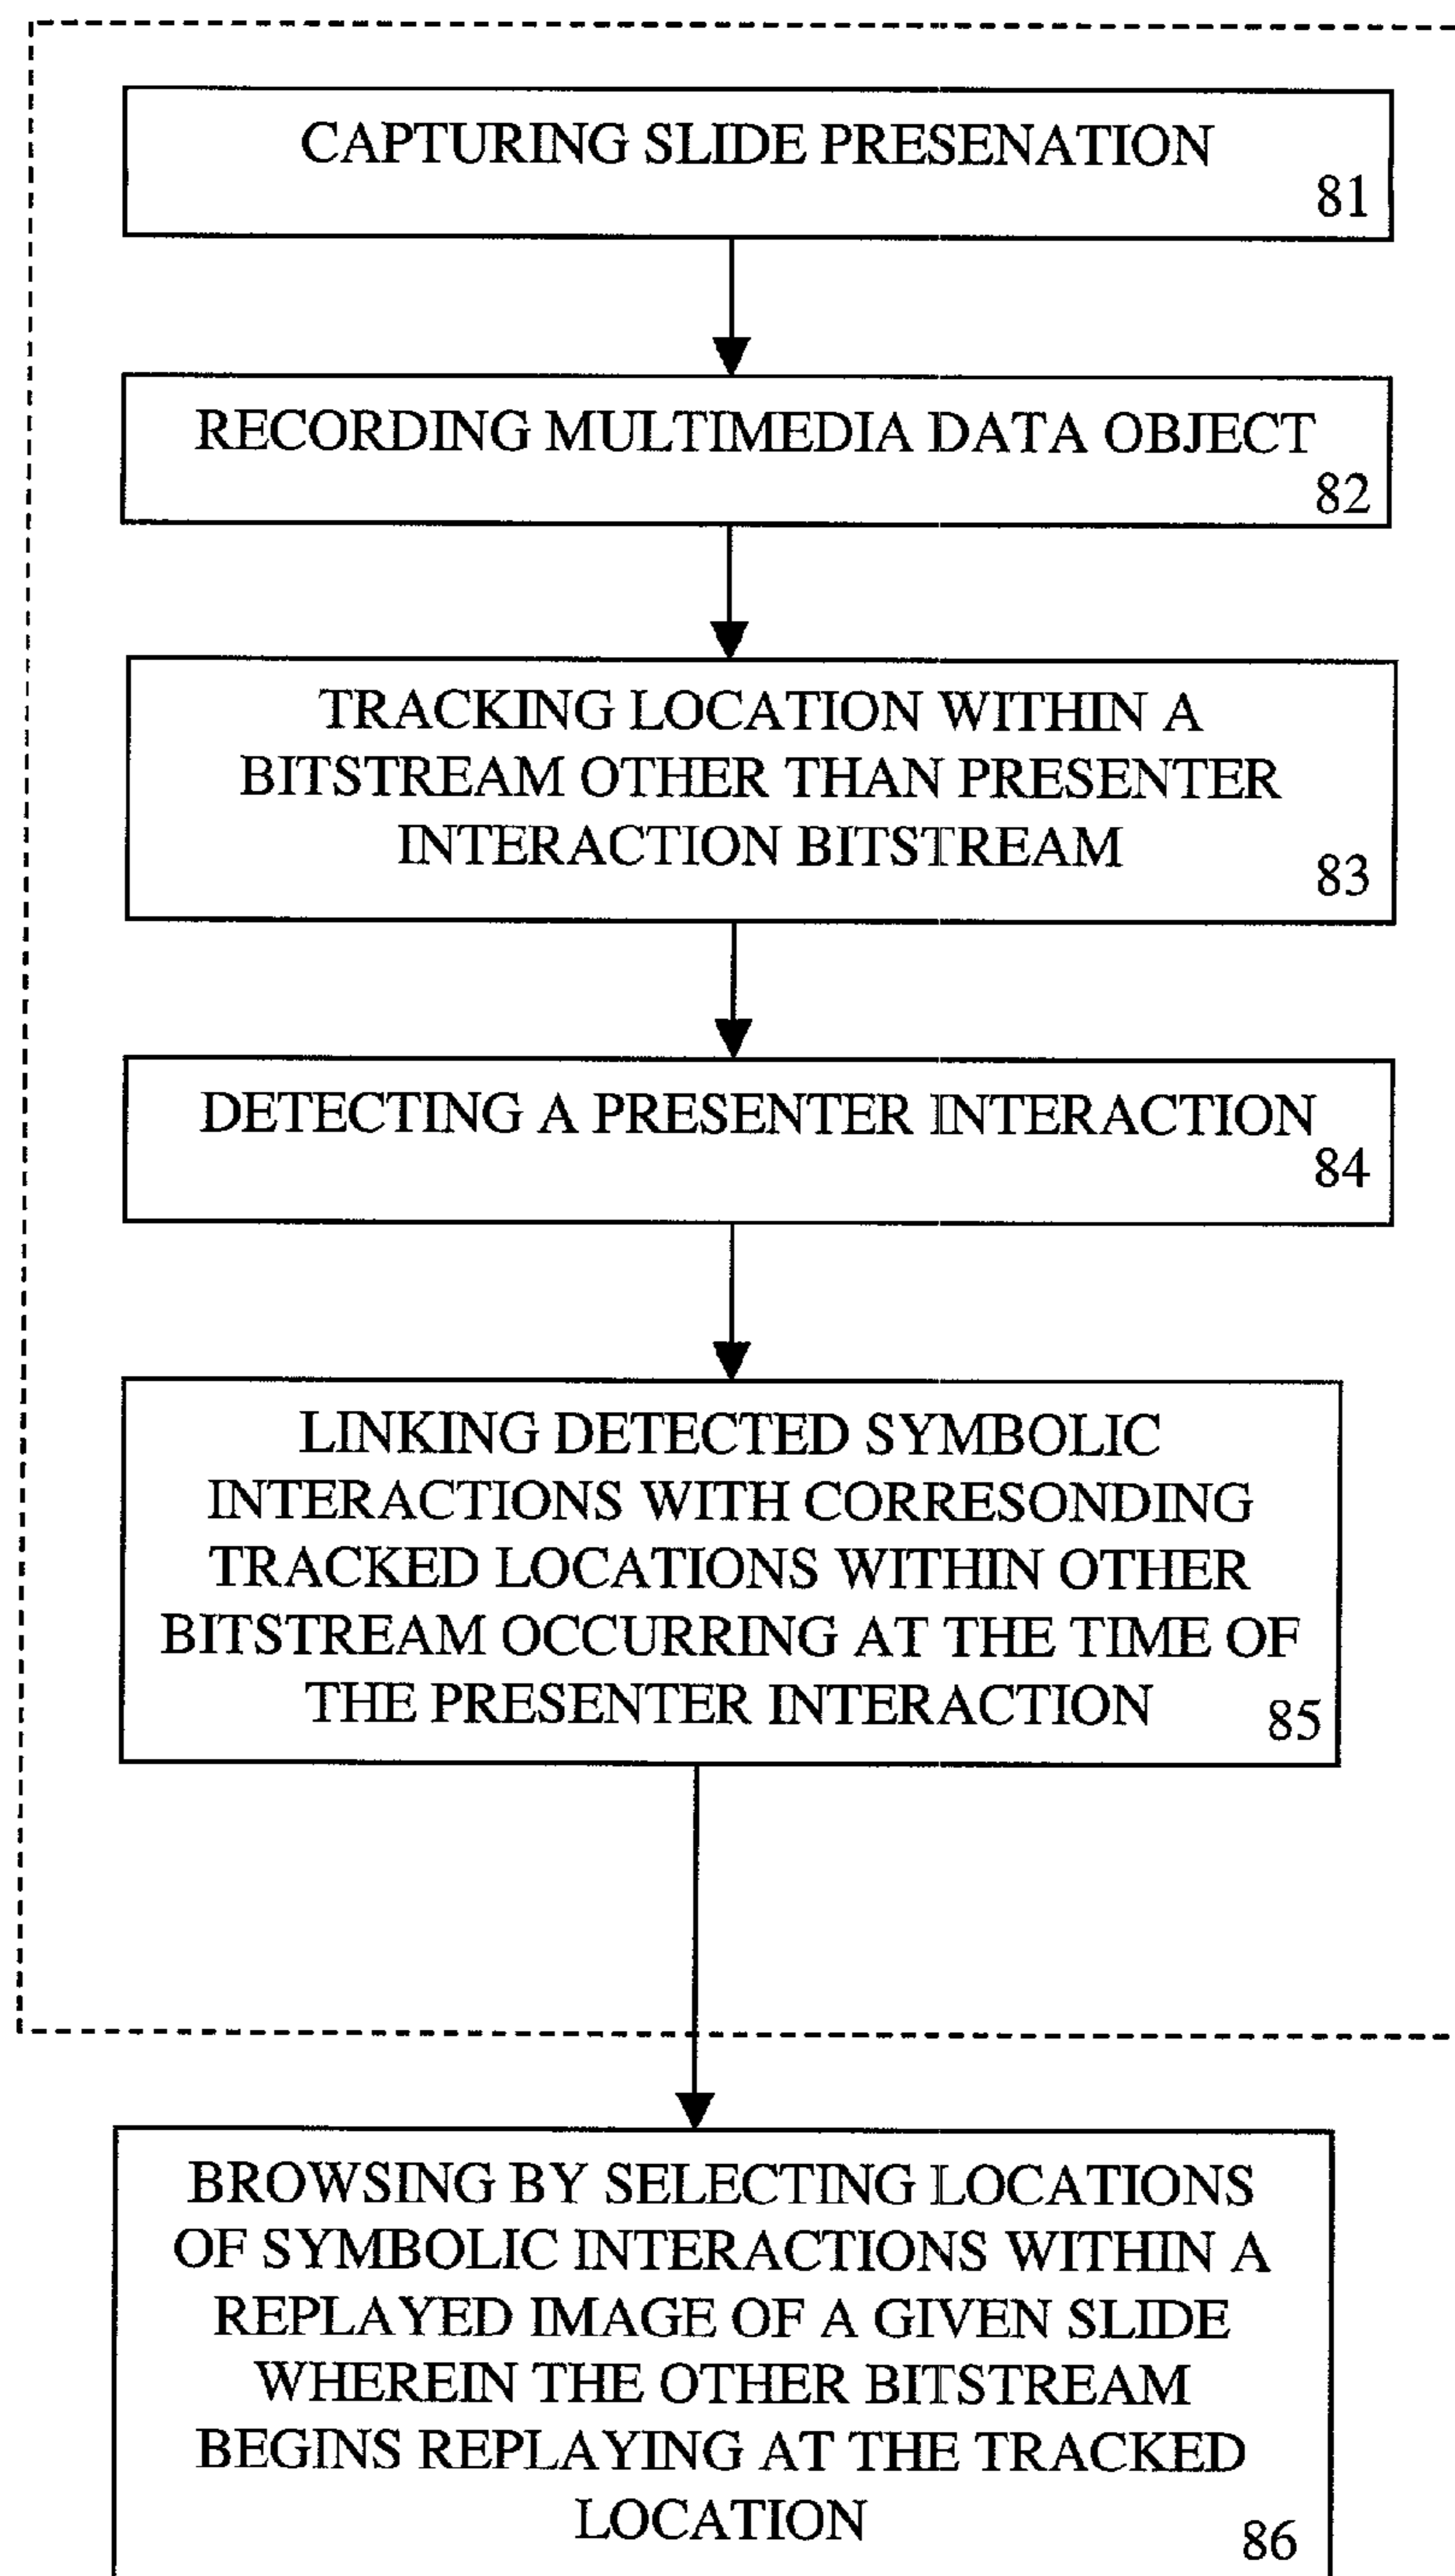 CAPTURING SLIDE PRESENATION
81
RECORDING MULTIMEDIA DATA OBJECT
82
TRACKING LOCATION WITHIN A
BITSTREAM OTHER THAN PRESENTER
INTERACTION BITSTREAM
83
DETECTING A PRESENTER INTERACTION
84
LINKING DETECTED SYMBOLIC
INTERACTIONS WITH CORRESONDING
TRACKED LOCATIONS WITHIN OTHER
BITSTREAM OCCURRING AT THE TIME OF
THE PRESENTER INTERACTION
85
BROWSING BY SELECTING LOCATIONS
OF SYMBOLIC INTERACTIONS WITHIN A
REPLAYED IMAGE OF A GIVEN SLIDE
WHEREIN THE OTHER BITSTREAM
BEGINS REPLAYING AT THE TRACKED
LOCATION
86